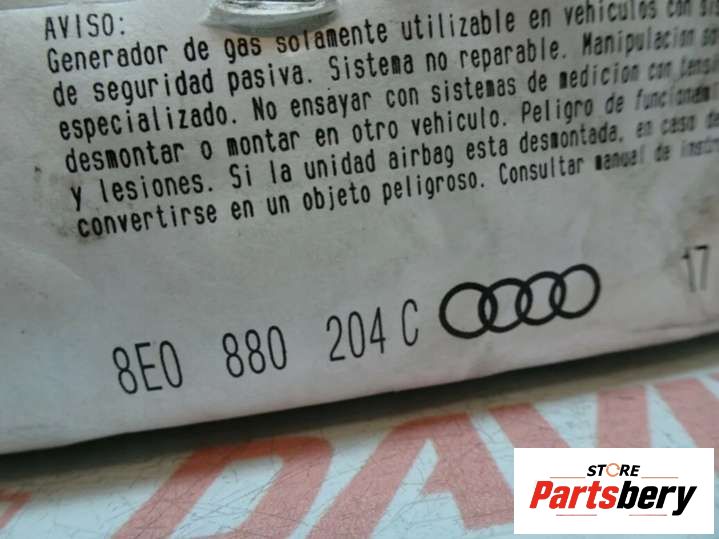 AVISO:
Generador de gas solamente utilizable en vehiculos con
de seguridad pasiva. Sistema no reparable. Manipulacion
especializado. No ensayar con sistemas de medicion con
desmontar o montar en otro vehiculo. Peligro de
y lesiones. Si la unidad airbag esta desmontada, en caso de
convertirse en un objeto peligroso. Consultar manual de
8E0 880 204 C
17
STORE
Partsbery